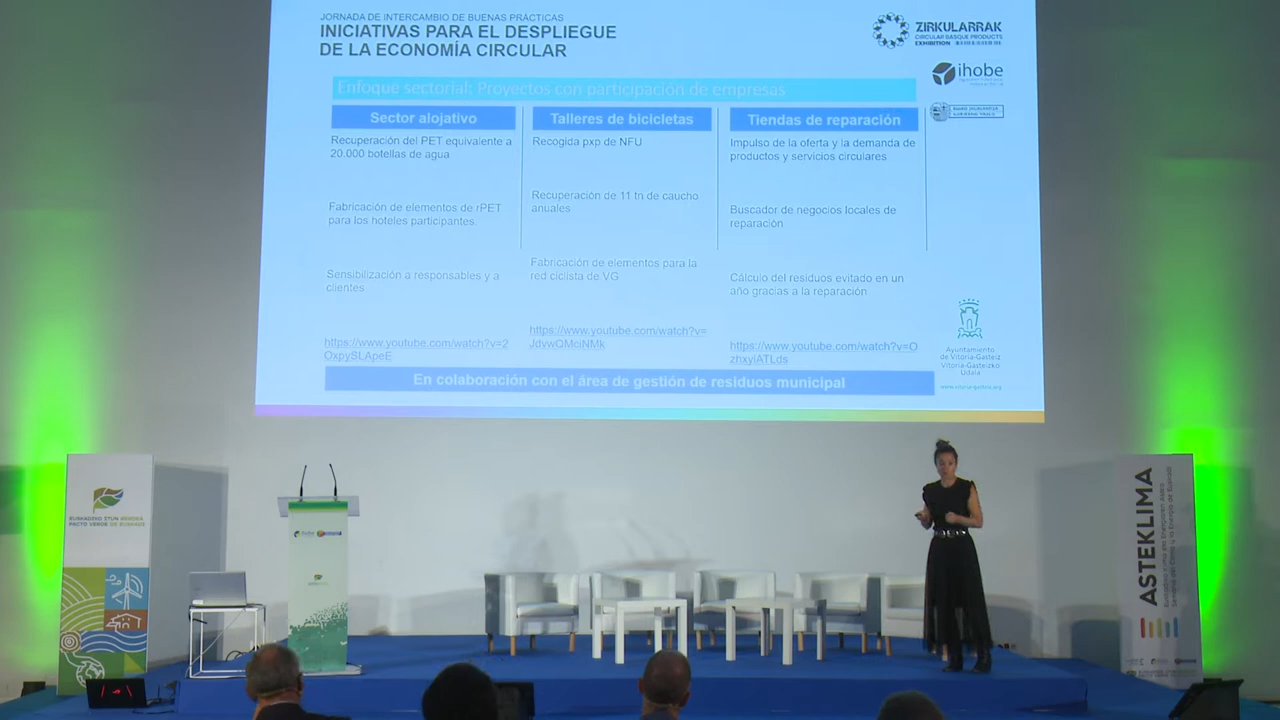 JORNADA DE INTERCAMBIO DE BUENAS PRÁCTICAS
INICIATIVAS PARA EL DESPLIEGUE
DE LA ECONOMÍA CIRCULAR
ZIRKULARRAK
CIRCULAR BASQUE PRODUCTS
EXHIBITION
ihobe
Enfoque sectorial: Proyectos con participación de empresas
Sector alojativo
Recuperación del PET equivalente a
20.000 botellas de agua
Fabricación de elementos de rPET
para los hoteles participantes.
Sensibilización a responsables y a
clientes
https://www.youtube.com/watch?v=2
OxpySLApeE
Talleres de bicicletas
Recogida pxp de NFU
Recuperación de 11 tn de caucho
anuales
Fabricación de elementos para la
red ciclista de VG
https://www.youtube.com/watch?v=
JdvwQMciNMk
Tiendas de reparación
Impulso de la oferta y la demanda de
productos y servicios circulares
Buscador de negocios locales de
reparación
Cálculo del residuos evitado en un
año gracias a la reparación
https://www.youtube.com/watch?v=O
zhxyIATLds
En colaboración con el área de gestión de residuos municipal
Ayuntamiento
de Vitoria-Gasteiz
Vitoria-Gasteizko
Udala
www.vitoria-gasteiz.org
EUSKADIKO ITUN BERDEA
PACTO VERDE DE EUSKADI
ASTEKLIMA